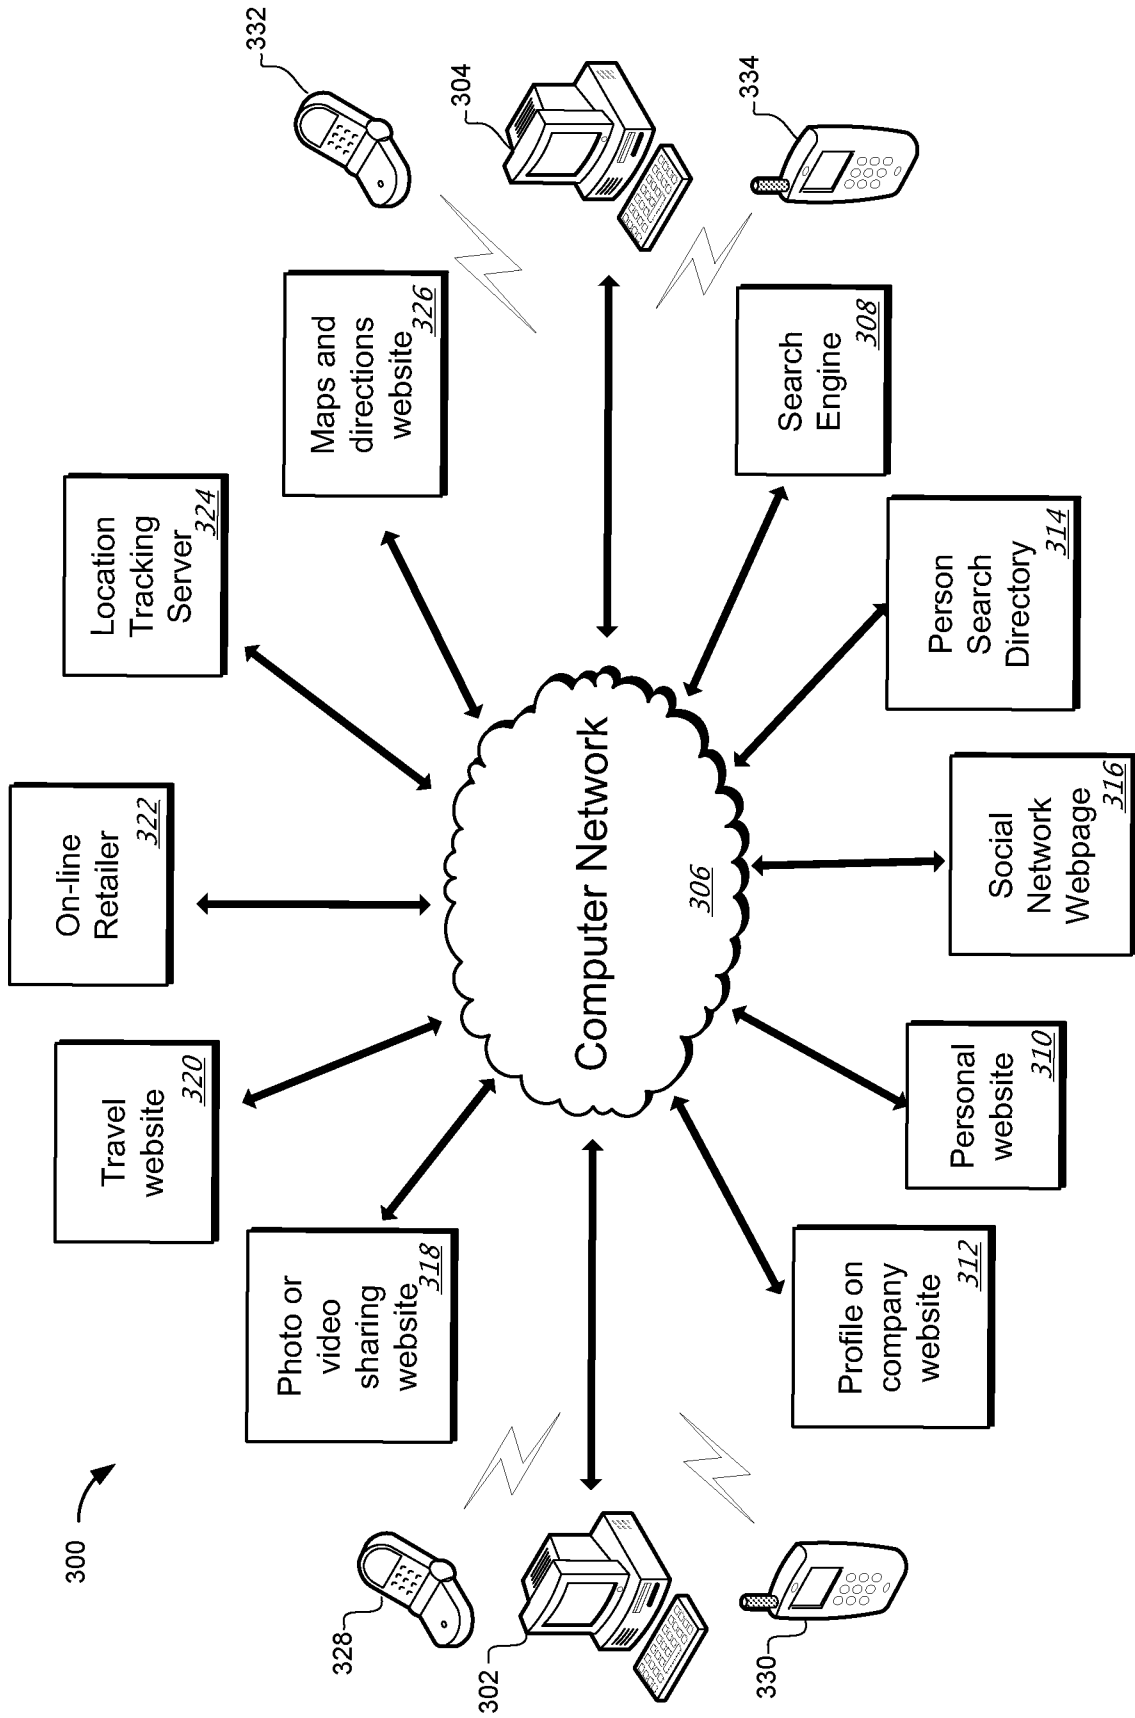 300
Photo or
video
sharing
website
318
Travel
website
320
On-line
Retailer
322
Location
Tracking
Server
324
Maps and
directions
website
326
332
328
302
330
Computer Network
306
304
334
Profile on
company
website
312
Personal
website
310
Social
Network
Webpage
316
Person
Search
Directory
314
Search
Engine
308